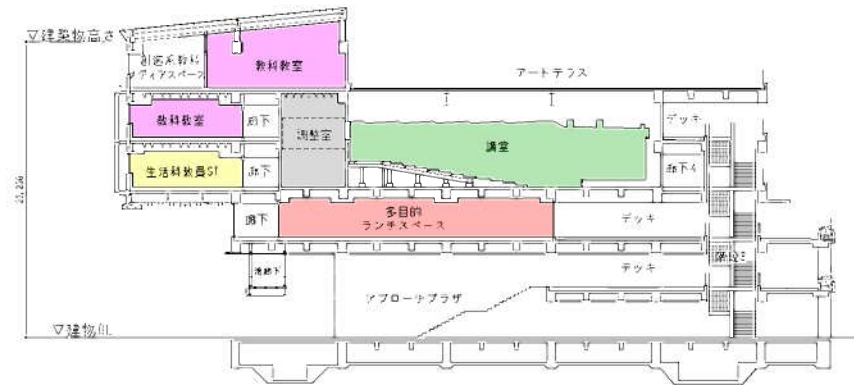 ▽建築物高さ
教科教室
アートテラス
教科教室
廊下
調整室
講堂
デッキ
生活科教員ST
廊下
廊下4
廊下
多目的
ランチスペース
デッキ
デッキ
アプローチプラザ
▽建物GL